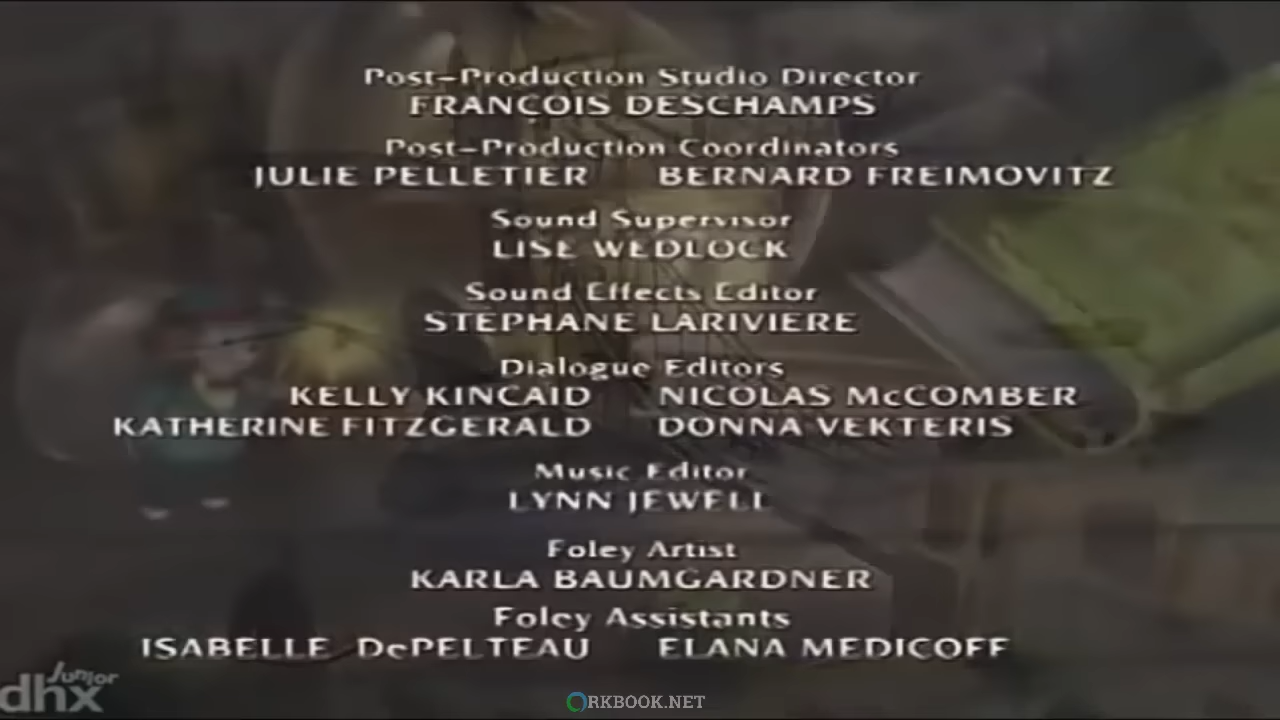 Post-Production Studio Director
FRANÇOIS DESCHAMPS
Post-Production Coordinators
JULIE PELLETIER BERNARD FREIMOVITZ
Sound Supervisor
LISE WEDLOCK
Sound Effects Editor
STEPHANE LARIVIERE
Dialogue Editors
KELLY KINCAID NICOLAS McCOMBER
KATHERINE FITZGERALD DONNA VEKTERIS
Music Editor
LYNN JEWELL
Foley Artist
KARLA BAUMGARDNER
Foley Assistants
ISABELLE DePELTEAU ELANA MEDICOFF
dhx Junior
ORKBOOK.NET